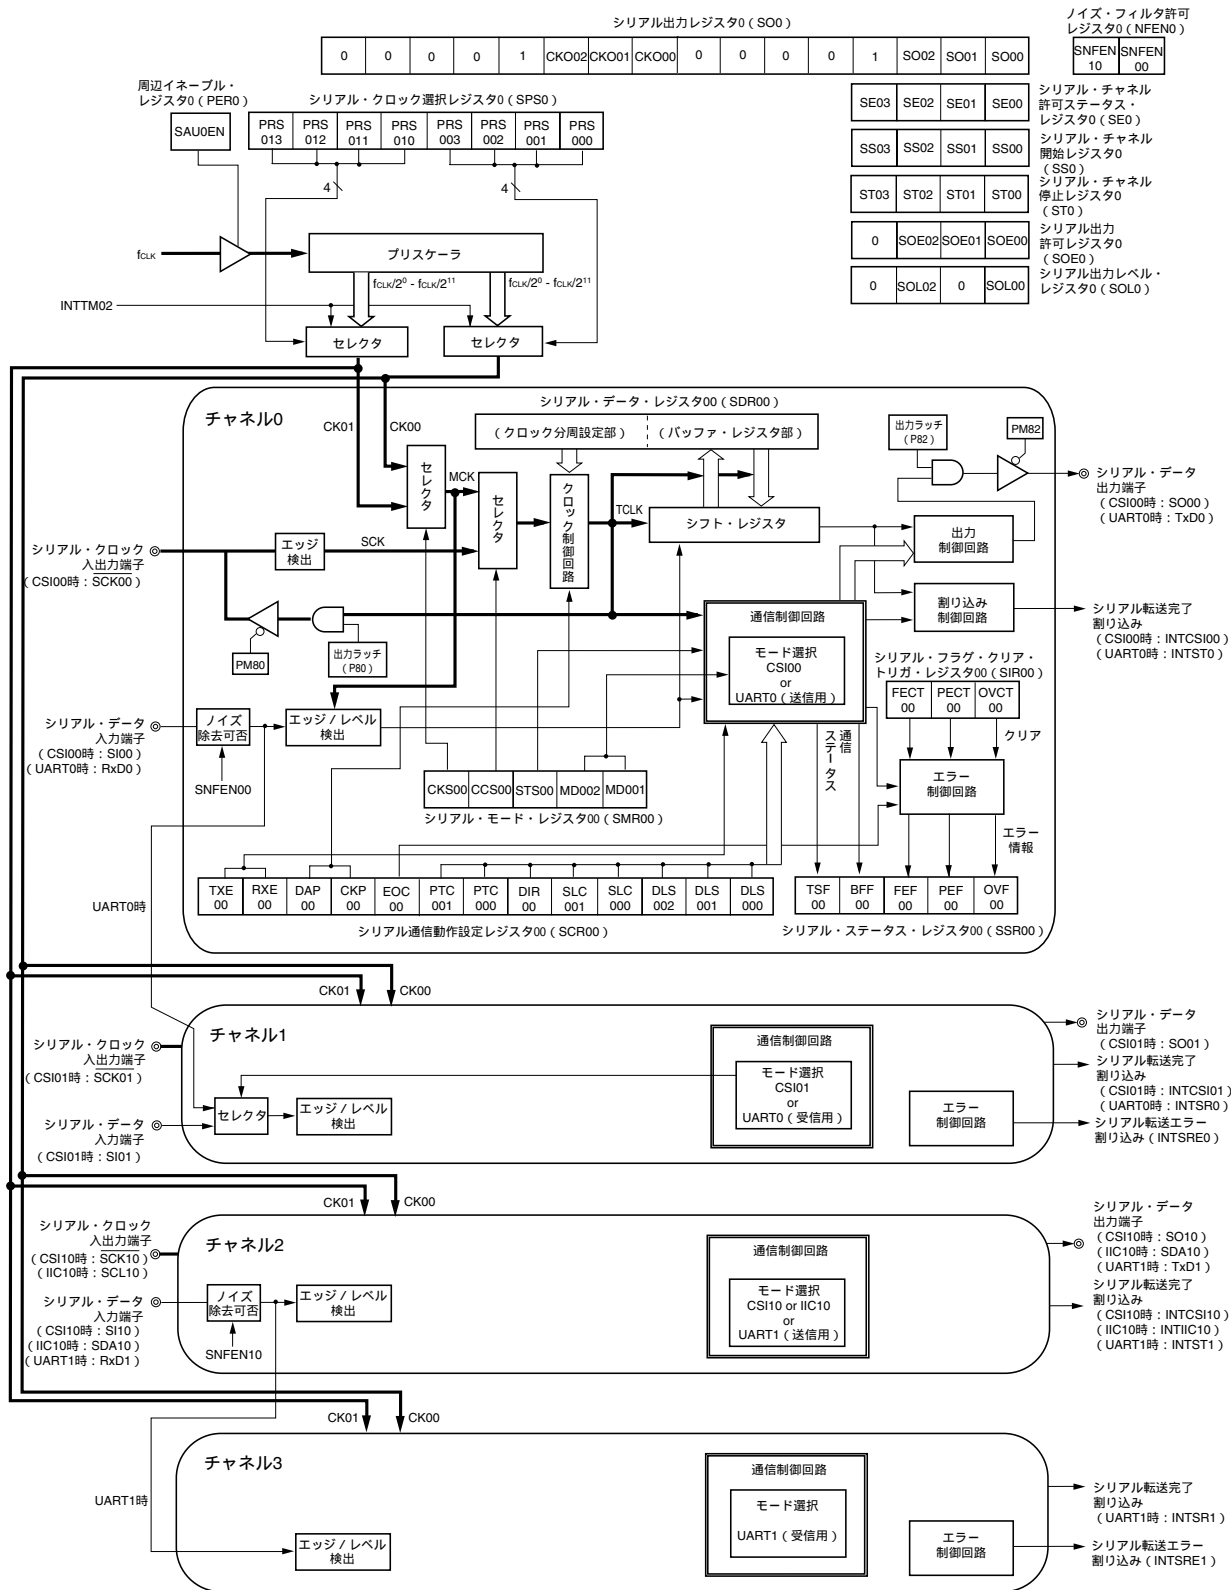 シリアル出力レジスタ0（SO0）
0 0 0 0 1 CKO02 CKO01 CKO00 0 0 0 0 1 SO02 SO01 SO00
ノイズ・フィルタ許可
レジスタ0（NFEN0）
SNFEN SNFEN
10 00
周辺イネーブル・
レジスタ0（PER0）
SAU0EN
シリアル・クロック選択レジスタ0（SPS0）
PRS PRS PRS PRS PRS PRS PRS PRS
013 012 011 010 003 002 001 000
4 4
SE03 SE02 SE01 SE00
シリアル・チャネル
許可ステータス・
レジスタ0（SE0）
SS03 SS02 SS01 SS00
シリアル・チャネル
開始レジスタ0
（SS0）
ST03 ST02 ST01 ST00
シリアル・チャネル
停止レジスタ0
（ST0）
0 SOE02 SOE01 SOE00
シリアル出力
許可レジスタ0
（SOE0）
0 SOL02 0 SOL00
シリアル出力レベル・
レジスタ0（SOL0）
fCLK
プリスケーラ
fCLK/2⁰ - fCLK/2¹¹ fCLK/2⁰ - fCLK/2¹¹
INTTM02
セレクタ セレクタ
チャネル0
CK01 CK00
シリアル・データ・レジスタ00（SDR00）
（クロック分周設定部） （バッファ・レジスタ部）
セレクタ
MCK
セレクタ
クロック制御回路
TCLK
シフト・レジスタ
出力ラッチ
（P82）
PM82
シリアル・データ
出力端子
（CSI00時：SO00）
（UART0時：TxD0）
出力
制御回路
シリアル・クロック
入出力端子
（CSI00時：SCK00）
エッジ
検出
SCK
PM80
出力ラッチ
（P80）
通信制御回路
モード選択
CSI00
or
UART0（送信用）
割り込み
制御回路
シリアル転送完了
割り込み
（CSI00時：INTCSI00）
（UART0時：INTST0）
シリアル・フラグ・クリア・
トリガ・レジスタ00（SIR00）
FECT PECT OVCT
00 00 00
クリア
シリアル・データ
入力端子
（CSI00時：SI00）
（UART0時：RxD0）
ノイズ
除去可否
SNFEN00
エッジ／レベル
検出
通信
ステータス
エラー
制御回路
エラー
情報
CKS00 CCS00 STS00 MD002 MD001
シリアル・モード・レジスタ00（SMR00）
UART0時
TXE RXE DAP CKP EOC PTC PTC DIR SLC SLC DLS DLS DLS
00 00 00 00 00 001 000 00 001 000 002 001 000
シリアル通信動作設定レジスタ00（SCR00）
TSF BFF FEF PEF OVF
00 00 00 00 00
シリアル・ステータス・レジスタ00（SSR00）
CK01 CK00
チャネル1
シリアル・クロック
入出力端子
（CSI01時：SCK01）
シリアル・データ
入力端子
（CSI01時：SI01）
セレクタ
エッジ／レベル
検出
通信制御回路
モード選択
CSI01
or
UART0（受信用）
エラー
制御回路
シリアル・データ
出力端子
（CSI01時：SO01）
シリアル転送完了
割り込み
（CSI01時：INTCSI01）
（UART0時：INTSR0）
シリアル転送エラー
割り込み（INTSRE0）
CK01 CK00
チャネル2
シリアル・クロック
入出力端子
（CSI10時：SCK10）
（IIC10時：SCL10）
シリアル・データ
入力端子
（CSI10時：SI10）
（IIC10時：SDA10）
（UART1時：RxD1）
ノイズ
除去可否
SNFEN10
エッジ／レベル
検出
通信制御回路
モード選択
CSI10 or IIC10
or
UART1（送信用）
シリアル・データ
出力端子
（CSI10時：SO10）
（IIC10時：SDA10）
（UART1時：TxD1）
シリアル転送完了
割り込み
（CSI10時：INTCSI10）
（IIC10時：INTIIC10）
（UART1時：INTST1）
CK01 CK00
チャネル3
UART1時
エッジ／レベル
検出
通信制御回路
モード選択
UART1（受信用）
エラー
制御回路
シリアル転送完了
割り込み
（UART1時：INTSR1）
シリアル転送エラー
割り込み（INTSRE1）